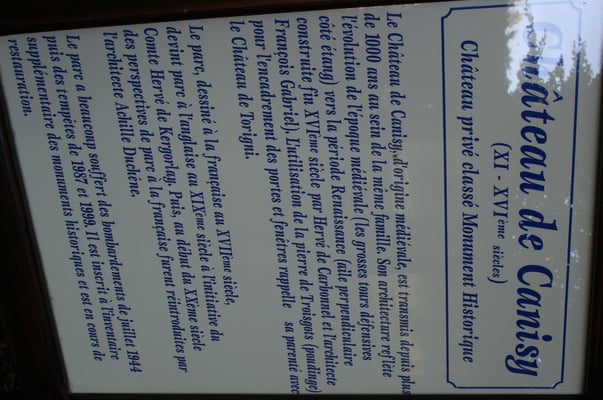 Château de Canisy
(XI - XVIème siècles)
Château privé classé Monument Historique
Le Château de Canisy, d'origine médiévale, est transmis depuis plus
de 1000 ans au sein de la même famille. Son architecture reflète
l'évolution de l'époque médiévale (les grosses tours défensives
côté étang) vers la période Renaissance (aile perpendiculaire
construite fin XVIème siècle par Hervé de Carbonnel et l'architecte
François Gabriel). L'utilisation de la pierre de Troisgots (poudingue)
pour l'encadrement des portes et fenêtres rappelle sa parenté avec
le Château de Torigni.
Le parc, dessiné à la française au XVIIème siècle,
devint parc à l'anglaise au XIXème siècle à l'initiative du
Comte Hervé de Kergorlay. Puis, au début du XXème siècle
des perspectives de parc à la française furent réintroduites par
l'architecte Achille Duchêne.
Le parc a beaucoup souffert des bombardements de juillet 1944
puis des tempêtes de 1987 et 1999. Il est inscrit à l'inventaire
supplémentaire des monuments historiques et est en cours de
restauration.